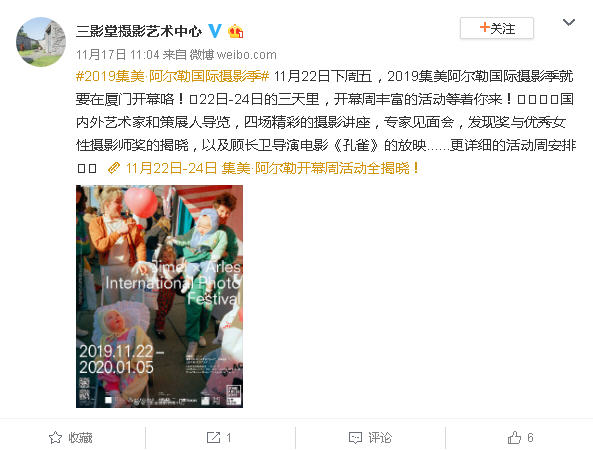 三影堂摄影艺术中心
+关注
11月17日 11:04 来自 微博 weibo.com
#2019集美·阿尔勒国际摄影季# 11月22日下周五，2019集美阿尔勒国际摄影季就
要在厦门开幕咯！22日-24日的三天里，开幕周丰富的活动等着你来！国
内外艺术家和策展人导览，四场精彩的摄影讲座，专家见面会，发现奖与优秀女
性摄影师奖的揭晓，以及顾长卫导演电影《孔雀》的放映......更详细的活动周安排
11月22日-24日 集美·阿尔勒开幕周活动全揭晓！
Jimei × Arles
International Photo
Festival
2019.11.22 –
2020.01.05
收藏
1
评论
6